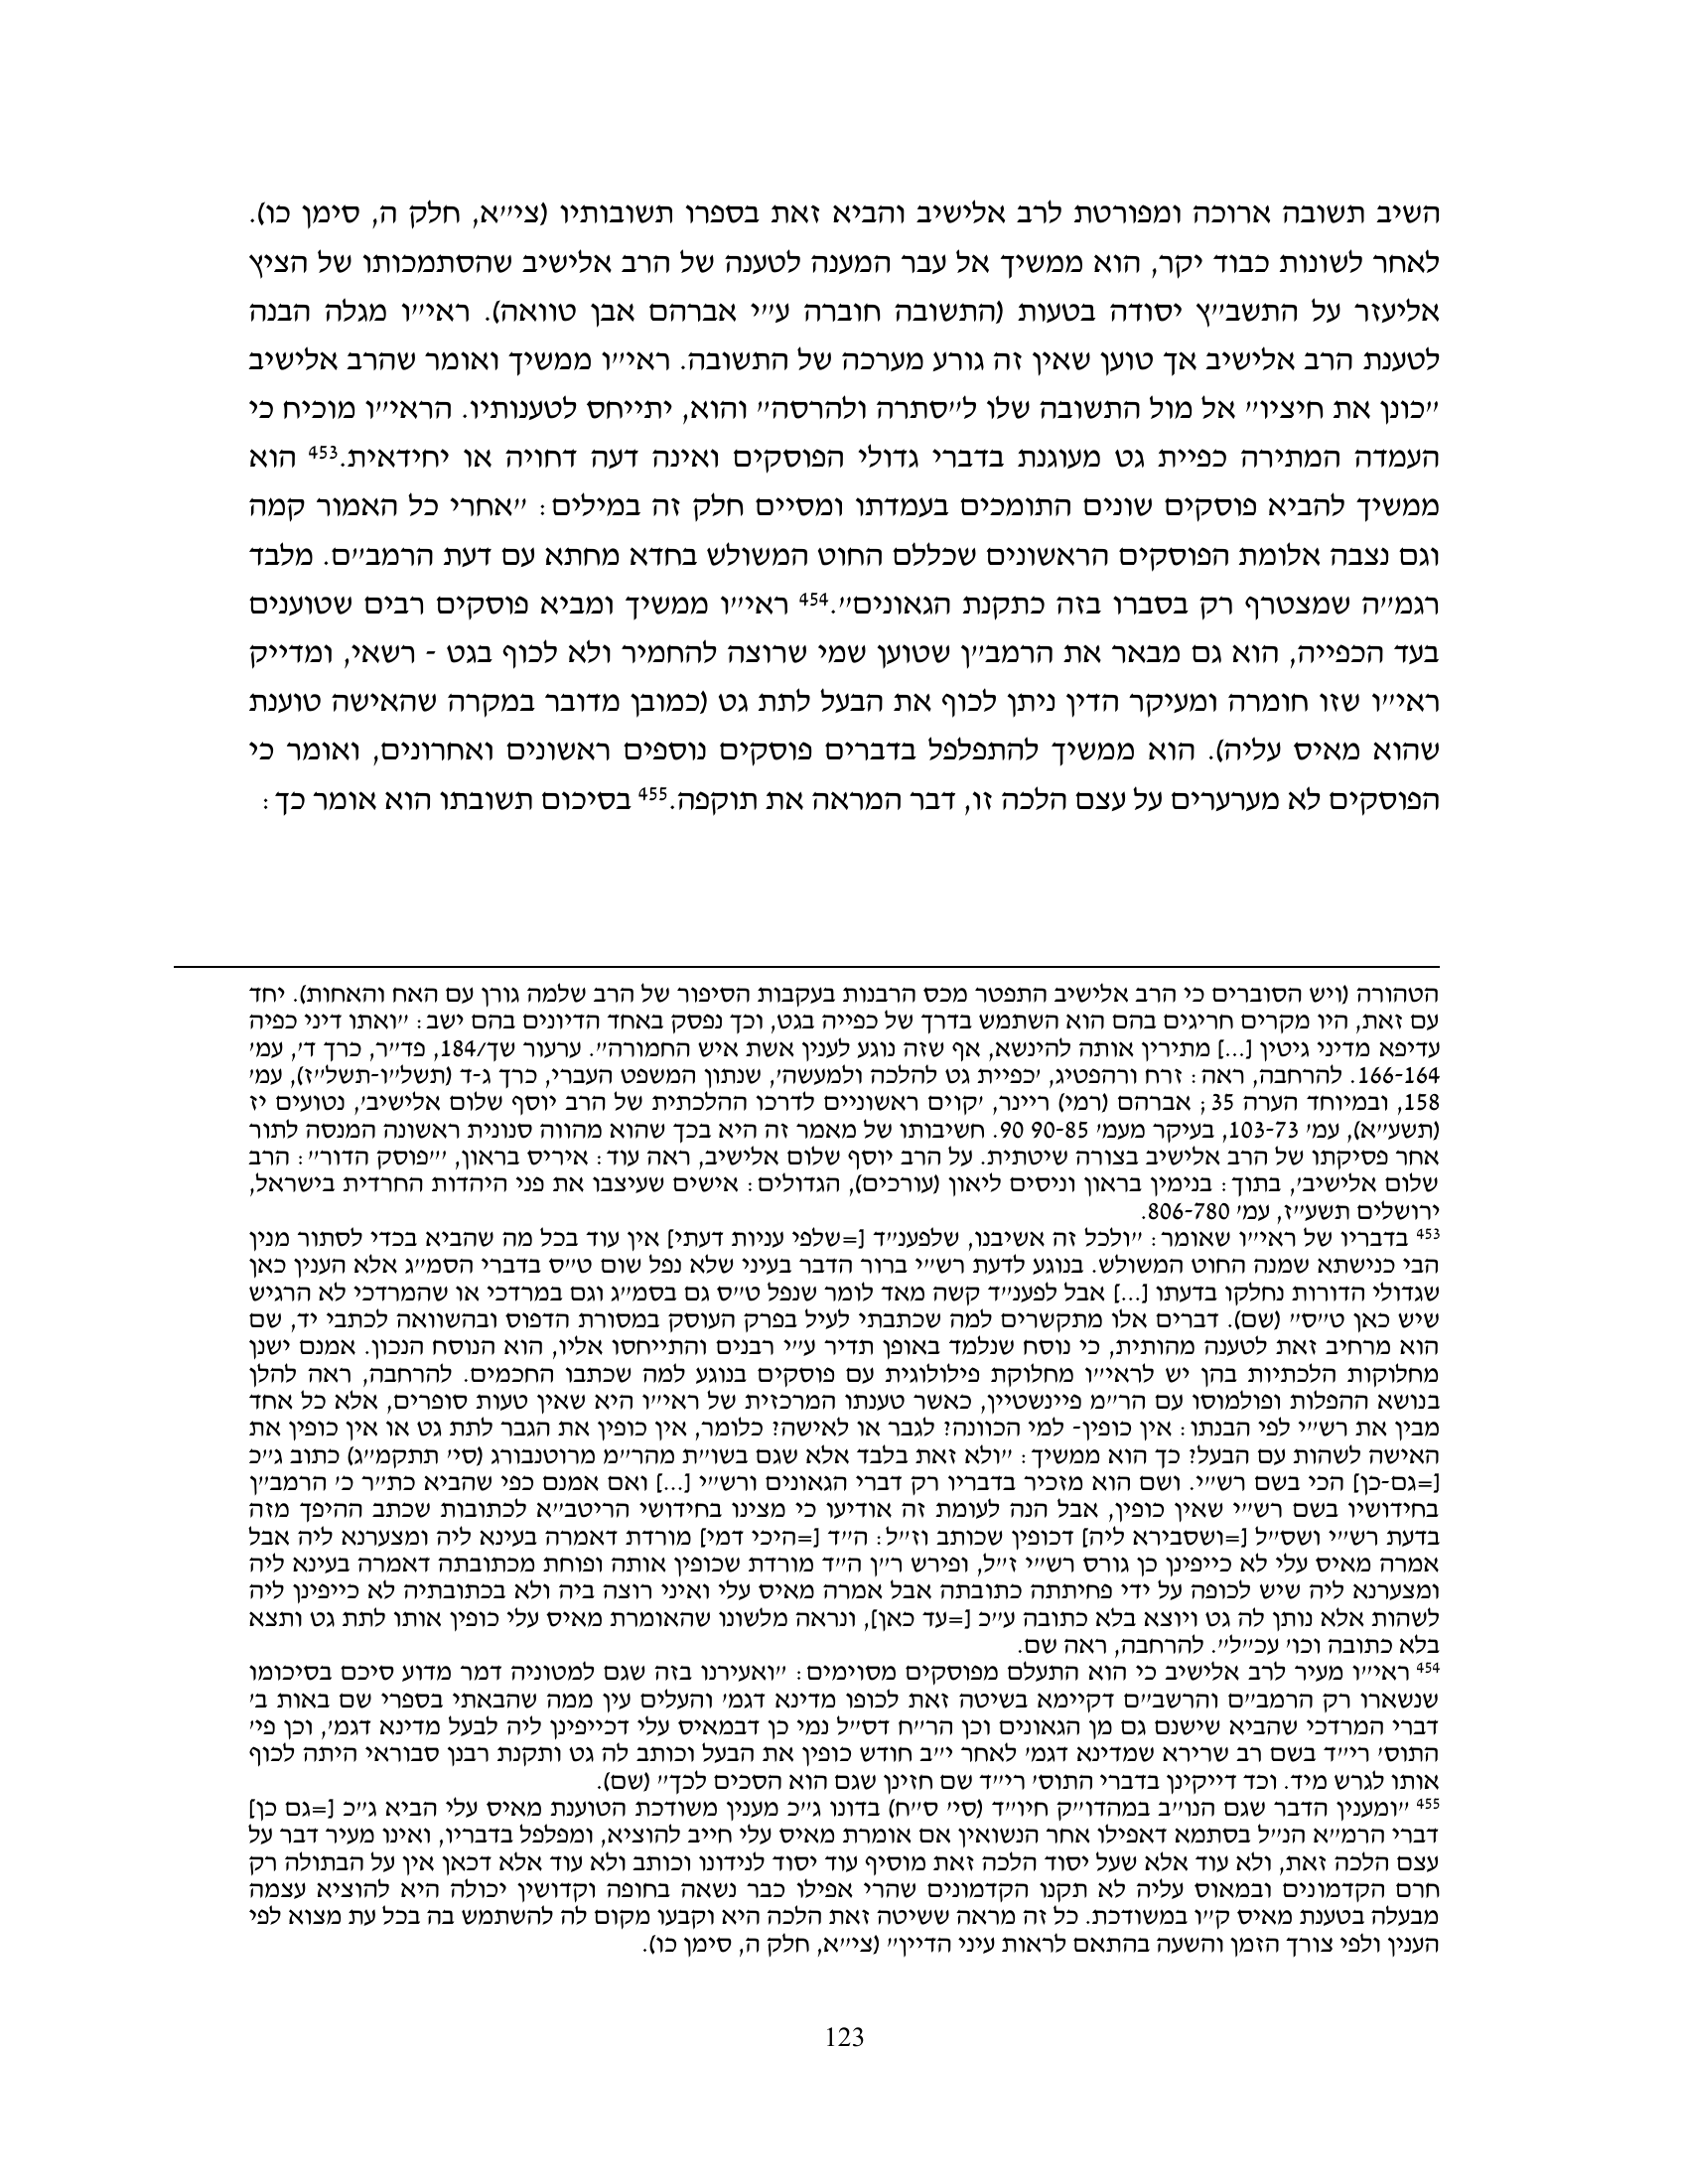 השיב תשובה ארוכה ומפורטת לרב אלישיב והביא זאת בספרו תשובותיו (צי״א, חלק ה, סימן כו).
לאחר לשונות כבוד יקר, הוא ממשיך אל עבר המענה לטענה של הרב אלישיב שהסתמכותו של הציץ
אליעזר על התשב״ץ יסודה בטעות (התשובה חוברה ע״י אברהם אבן טוואה). ראי״ו מגלה הבנה
לטענת הרב אלישיב אך טוען שאין זה גורע מערכה של התשובה. ראי״ו ממשיך ואומר שהרב אלישיב
״כונן את חיציו״ אל מול התשובה שלו ל״סתרה ולהרסה״ והוא, יתייחס לטענותיו. הראי״ו מוכיח כי
העמדה המתירה כפיית גט מעוגנת בדברי גדולי הפוסקים ואינה דעה דחויה או יחידאית.453 הוא
ממשיך להביא פוסקים שונים התומכים בעמדתו ומסיים חלק זה במילים: ״אחרי כל האמור קמה
וגם נצבה אלומת הפוסקים הראשונים שכללם החוט המשולש בחדא מחתא עם דעת הרמב״ם. מלבד
רגמ״ה שמצטרף רק בסברו בזה כתקנת הגאונים״.454 ראי״ו ממשיך ומביא פוסקים רבים שטוענים
בעד הכפייה, הוא גם מבאר את הרמב״ן שטוען שמי שרוצה להחמיר ולא לכוף בגט - רשאי, ומדייק
ראי״ו שזו חומרה ומעיקר הדין ניתן לכוף את הבעל לתת גט (כמובן מדובר במקרה שהאישה טוענת
שהוא מאיס עליה). הוא ממשיך להתפלפל בדברים פוסקים נוספים ראשונים ואחרונים, ואומר כי
הפוסקים לא מערערים על עצם הלכה זו, דבר המראה את תוקפה.455 בסיכום תשובתו הוא אומר כך:
הטהורה (ויש הסוברים כי הרב אלישיב התפטר מכס הרבנות בעקבות הסיפור של הרב שלמה גורן עם האח והאחות). יחד
עם זאת, היו מקרים חריגים בהם הוא השתמש בדרך של כפייה בגט, וכך נפסק באחד הדיונים בהם ישב: ״ואתו דיני כפיה
עדיפא מדיני גיטין [...] מתירין אותה להינשא, אף שזה נוגע לענין אשת איש החמורה״. ערעור שך/184, פד״ר, כרך ד׳, עמ׳
166-164. להרחבה, ראה: זרח ורהפטיג, ׳כפיית גט להלכה ולמעשה׳, שנתון המשפט העברי, כרך ג-ד (תשל״ו-תשל״ז), עמ׳
158, ובמיוחד הערה 35; אברהם (רמי) ריינר, ׳קוים ראשוניים לדרכו ההלכתית של הרב יוסף שלום אלישיב׳, נטועים יז
(תשע״א), עמ׳ 103-73, בעיקר מעמ׳ 90-85 90. חשיבותו של מאמר זה היא בכך שהוא מהווה סנונית ראשונה המנסה לתור
אחר פסיקתו של הרב אלישיב בצורה שיטתית. על הרב יוסף שלום אלישיב, ראה עוד: איריס בראון, ׳״פוסק הדור״: הרב
שלום אלישיב׳, בתוך: בנימין בראון וניסים ליאון (עורכים), הגדולים: אישים שעיצבו את פני היהדות החרדית בישראל,
ירושלים תשע״ז, עמ׳ 806-780.
453 בדבריו של ראי״ו שאומר: ״ולכל זה אשיבנו, שלפענ״ד [=שלפי עניות דעתי] אין עוד בכל מה שהביא בכדי לסתור מנין
הבי כנישתא שמנה החוט המשולש. בנוגע לדעת רש״י ברור הדבר בעיני שלא נפל שום ט״ס בדברי הסמ״ג אלא הענין כאן
שגדולי הדורות נחלקו בדעתו [...] אבל לפענ״ד קשה מאד לומר שנפל ט״ס גם בסמ״ג וגם במרדכי או שהמרדכי לא הרגיש
שיש כאן ט״ס״ (שם). דברים אלו מתקשרים למה שכתבתי לעיל בפרק העוסק במסורת הדפוס ובהשוואה לכתבי יד, שם
הוא מרחיב זאת לטענה מהותית, כי נוסח שנלמד באופן תדיר ע״י רבנים והתייחסו אליו, הוא הנוסח הנכון. אמנם ישנן
מחלוקות הלכתיות בהן יש לראי״ו מחלוקת פילולוגית עם פוסקים בנוגע למה שכתבו החכמים. להרחבה, ראה להלן
בנושא ההפלות ופולמוסו עם הר״מ פיינשטיין, כאשר טענתו המרכזית של ראי״ו היא שאין טעות סופרים, אלא כל אחד
מבין את רש״י לפי הבנתו: אין כופין- למי הכוונה? לגבר או לאישה? כלומר, אין כופין את הגבר לתת גט או אין כופין את
האישה לשהות עם הבעל? כך הוא ממשיך: ״ולא זאת בלבד אלא שגם בשו״ת מהר״מ מרוטנבורג (סי׳ תתקמ״ג) כתוב ג״כ
[=גם-כן] הכי בשם רש״י. ושם הוא מזכיר בדבריו רק דברי הגאונים ורש״י [...] ואם אמנם כפי שהביא כת״ר כ׳ הרמב״ן
בחידושיו בשם רש״י שאין כופין, אבל הנה לעומת זה אודיעו כי מצינו בחידושי הריטב״א לכתובות שכתב ההיפך מזה
בדעת רש״י ושס״ל [=ושסבירא ליה] דכופין שכותב וז״ל: ה״ד [=היכי דמי] מורדת דאמרה בעינא ליה ומצערנא ליה אבל
אמרה מאיס עלי לא כייפינן כן גורס רש״י ז״ל, ופירש ר״ן ה״ד מורדת שכופין אותה ופוחת מכתובתה דאמרה בעינא ליה
ומצערנא ליה שיש לכופה על ידי פחיתתה כתובתה אבל אמרה מאיס עלי ואיני רוצה ביה ולא בכתובתיה לא כייפינן ליה
לשהות אלא נותן לה גט ויוצא בלא כתובה ע״כ [=עד כאן], ונראה מלשונו שהאומרת מאיס עלי כופין אותו לתת גט ותצא
בלא כתובה וכו׳ עכ״ל״. להרחבה, ראה שם.
454 ראי״ו מעיר לרב אלישיב כי הוא התעלם מפוסקים מסוימים: ״ואעירנו בזה שגם למטוניה דמר מדוע סיכם בסיכומו
שנשארו רק הרמב״ם והרשב״ם דקיימא בשיטה זאת לכופו מדינא דגמ׳ והעלים עין ממה שהבאתי בספרי שם באות ב׳
דברי המרדכי שהביא שישנם גם מן הגאונים וכן הר״ח דס״ל נמי כן דבמאיס עלי דכייפינן ליה לבעל מדינא דגמ׳, וכן פי׳
התוס׳ רי״ד בשם רב שרירא שמדינא דגמ׳ לאחר י״ב חודש כופין את הבעל וכותב לה גט ותקנת רבנן סבוראי היתה לכוף
אותו לגרש מיד. וכד דייקינן בדברי התוס׳ רי״ד שם חזינן שגם הוא הסכים לכך״ (שם).
455 ״ומענין הדבר שגם הנו״ב במהדו״ק חיו״ד (סי׳ ס״ח) בדונו ג״כ מענין משודכת הטוענת מאיס עלי הביא ג״כ [=גם כן]
דברי הרמ״א הנ״ל בסתמא דאפילו אחר הנשואין אם אומרת מאיס עלי חייב להוציא, ומפלפל בדבריו, ואינו מעיר דבר על
עצם הלכה זאת, ולא עוד אלא שעל יסוד הלכה זאת מוסיף עוד יסוד לנידונו וכותב ולא עוד אלא דכאן אין על הבתולה רק
חרם הקדמונים ובמאוס עליה לא תקנו הקדמונים שהרי אפילו כבר נשאה בחופה וקדושין יכולה היא להוציא עצמה
מבעלה בטענת מאיס ק״ו במשודכת. כל זה מראה ששיטה זאת הלכה היא וקבעו מקום לה להשתמש בה בכל עת מצוא לפי
הענין ולפי צורך הזמן והשעה בהתאם לראות עיני הדיין״ (צי״א, חלק ה, סימן כו).
123